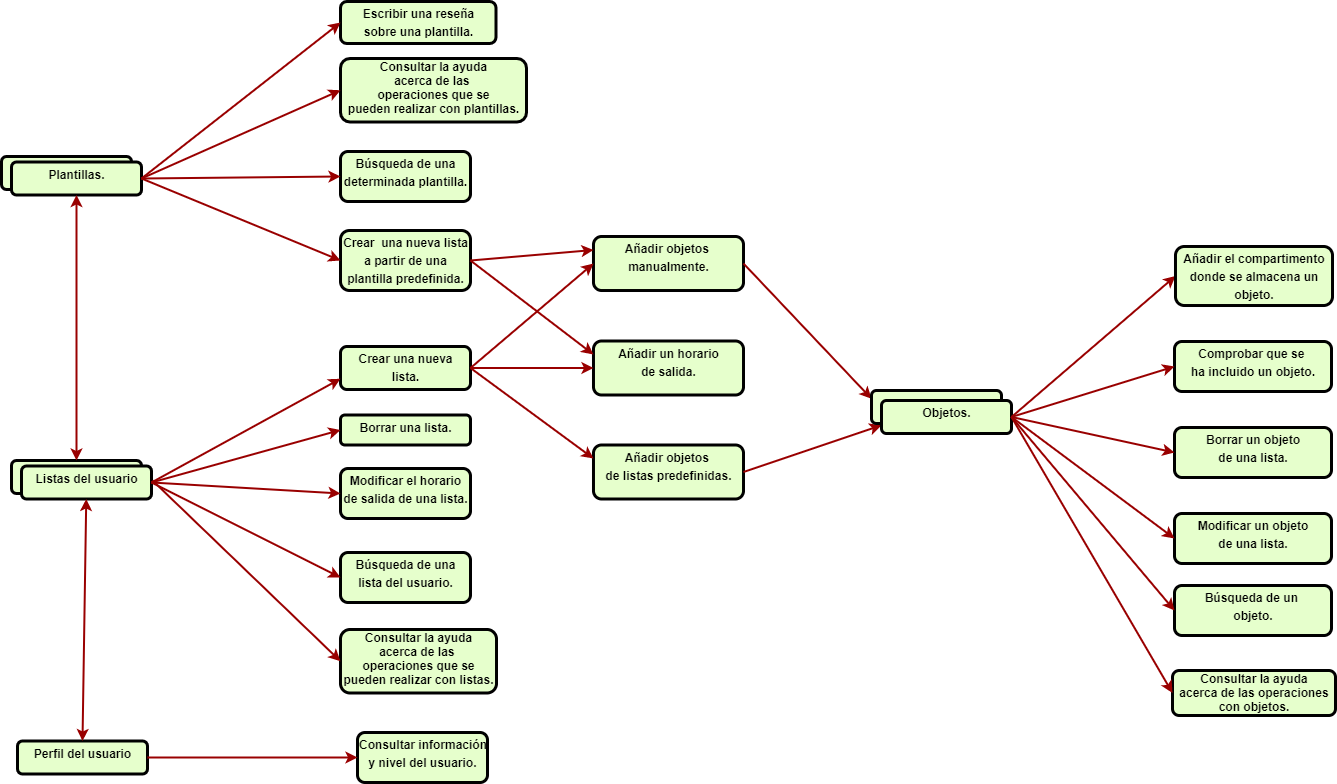 Escribir una reseña
sobre una plantilla.
Consultar la ayuda
acerca de las
operaciones que se
pueden realizar con plantillas.
Plantillas.
Búsqueda de una
determinada plantilla.
Crear una nueva lista
a partir de una
plantilla predefinida.
Crear una nueva
lista.
Borrar una lista.
Listas del usuario
Modificar el horario
de salida de una lista.
Búsqueda de una
lista del usuario.
Consultar la ayuda
acerca de las
operaciones que se
pueden realizar con listas.
Perfil del usuario
Consultar información
y nivel del usuario.
Añadir objetos
manualmente.
Añadir un horario
de salida.
Añadir objetos
de listas predefinidas.
Objetos.
Añadir el compartimento
donde se almacena un
objeto.
Comprobar que se
ha incluido un objeto.
Borrar un objeto
de una lista.
Modificar un objeto
de una lista.
Búsqueda de un
objeto.
Consultar la ayuda
acerca de las operaciones
con objetos.